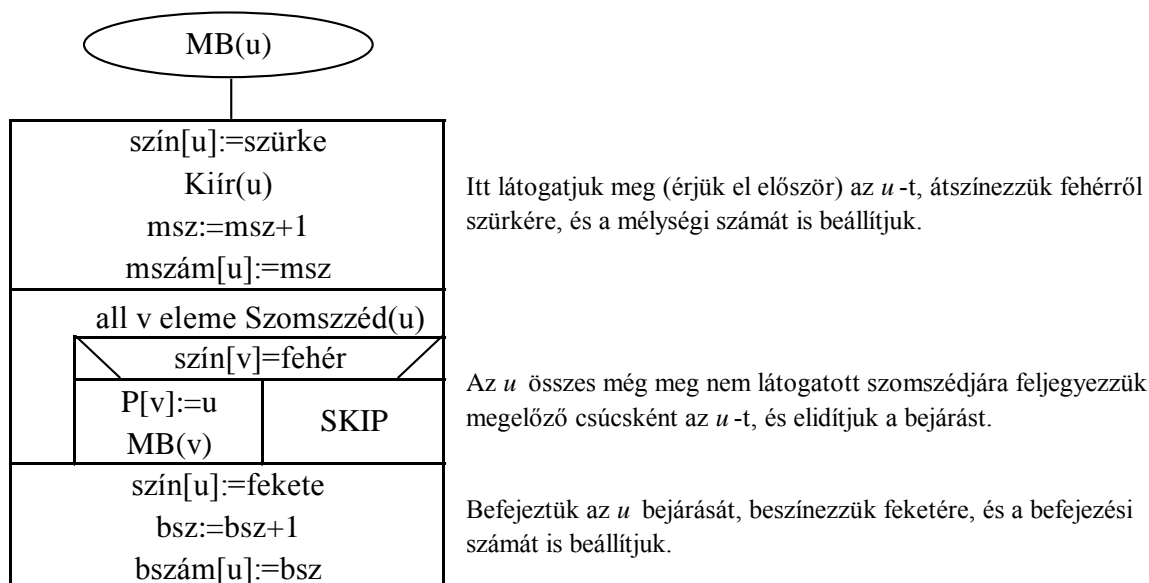 MB(u)
szín[u]:=szürke
Kiír(u)
msz:=msz+1
mszám[u]:=msz
Itt látogatjuk meg (érjük el először) az u -t, átszínezzük fehérről
szürkére, és a mélységi számát is beállítjuk.
all v eleme Szomszzéd(u)
szín[v]=fehér
P[v]:=u
MB(v)
SKIP
Az u összes még meg nem látogatott szomszédjára feljegyezzük
megelőző csúcsként az u -t, és elidítjuk a bejárást.
szín[u]:=fekete
bsz:=bsz+1
bszám[u]:=bsz
Befejeztük az u bejárását, beszínezzük feketére, és a befejezési
számát is beállítjuk.